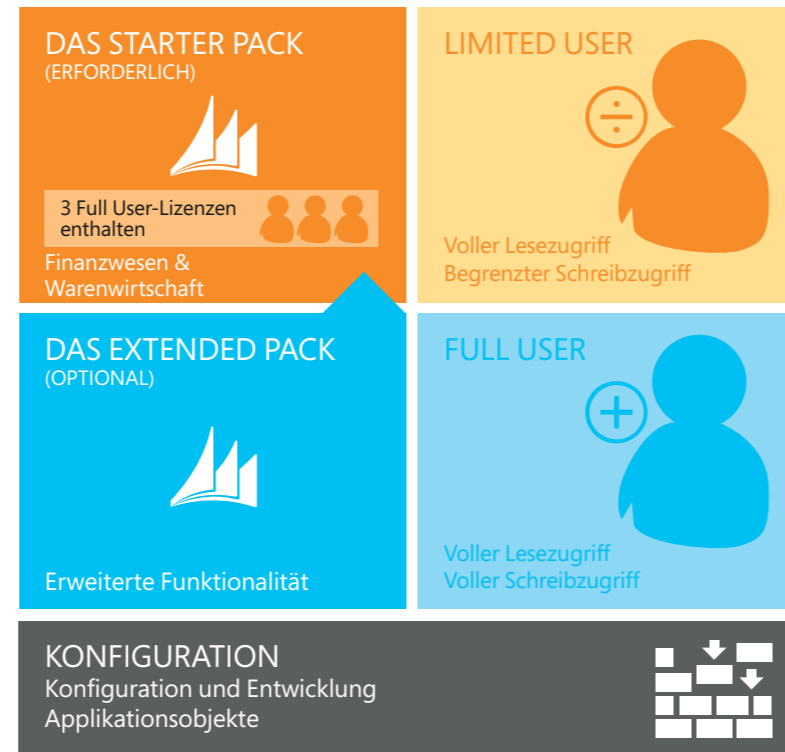 DAS STARTER PACK
(ERFORDERLICH)
3 Full User-Lizenzen
enthalten
Finanzwesen &
Warenwirtschaft
LIMITED USER
Voller Lesezugriff
Begrenzter Schreibzugriff
DAS EXTENDED PACK
(OPTIONAL)
Erweiterte Funktionalität
FULL USER
Voller Lesezugriff
Voller Schreibzugriff
KONFIGURATION
Konfiguration und Entwicklung
Applikationsobjekte